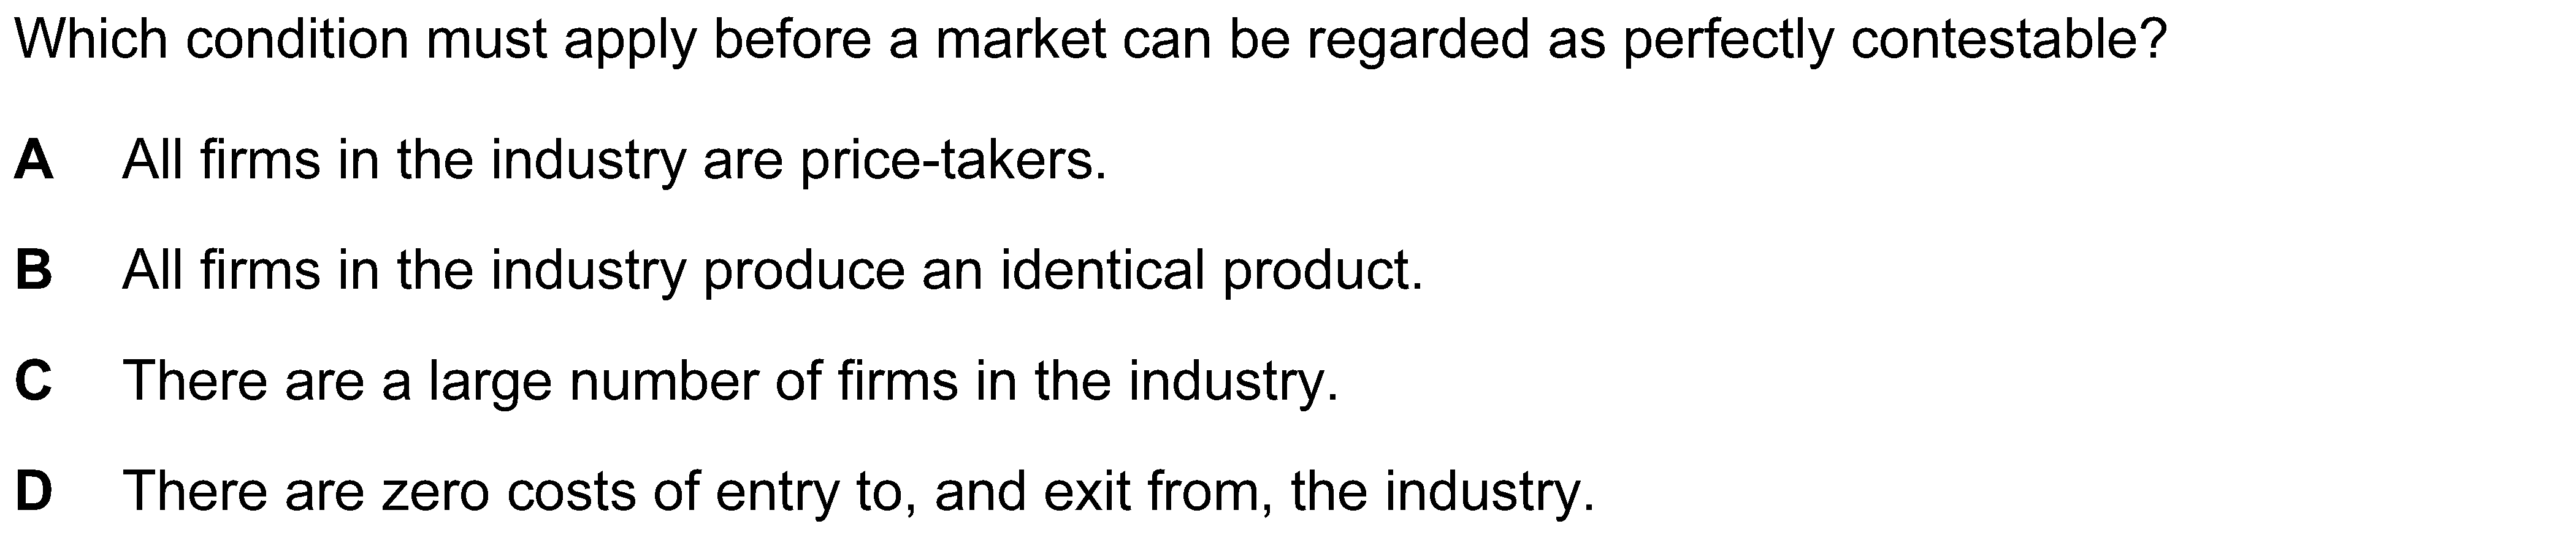 Which condition must apply before a market can be regarded as perfectly contestable?
A All firms in the industry are price-takers.
B All firms in the industry produce an identical product.
C There are a large number of firms in the industry.
D There are zero costs of entry to, and exit from, the industry.